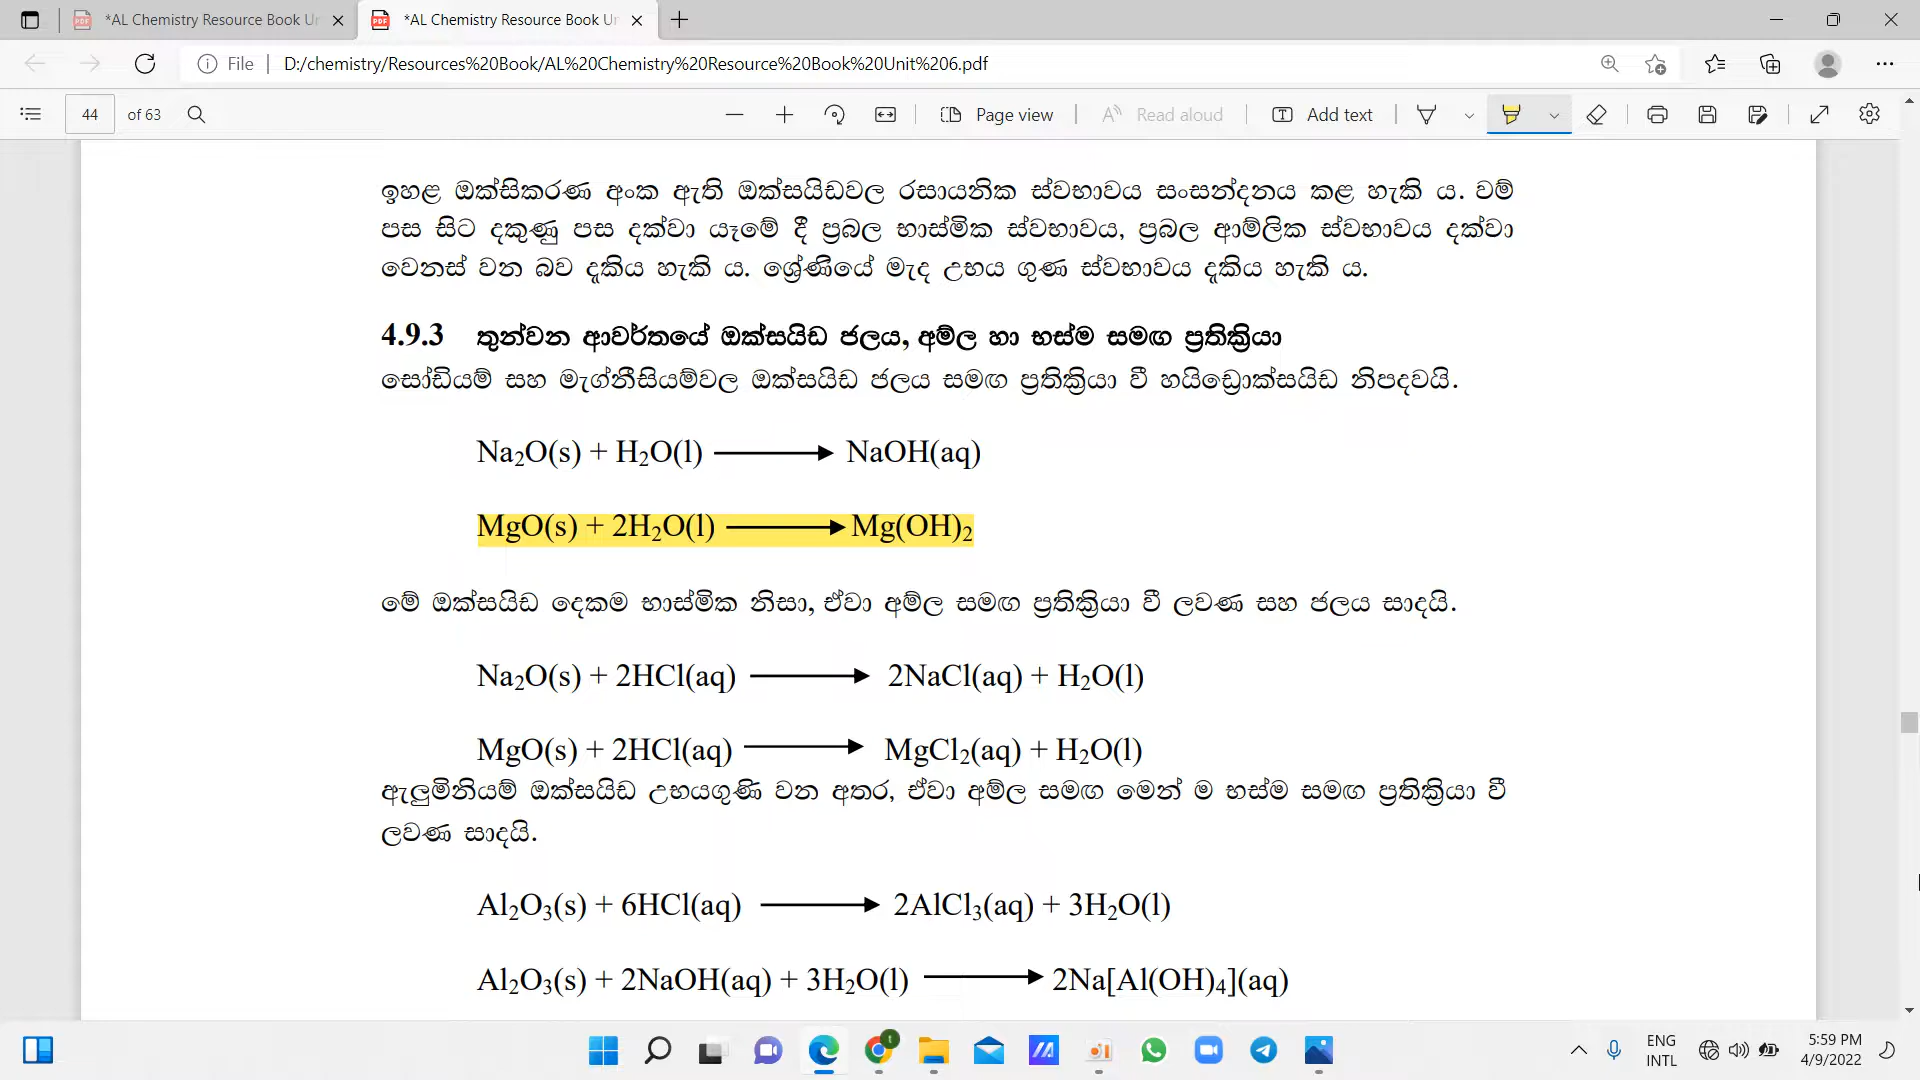 *AL Chemistry Resource Book Ur
*AL Chemistry Resource Book Ur
File
D:/chemistry/Resources%20Book/AL%20Chemistry%20Resource%20Book%20Unit%206.pdf
44 of 63
Page view
Read aloud
Add text
ඉහළ ඔක්සිකරණ අංක ඇති ඔක්සයිඩවල රසායනික ස්වභාවය සංසන්දනය කළ හැකි ය. වම්
පස සිට දකුණු පස දක්වා යෑමේ දී ප්‍රබල භාස්මික ස්වභාවය, ප්‍රබල ආම්ලික ස්වභාවය දක්වා
වෙනස් වන බව දැකිය හැකි ය. ශ්‍රේණියේ මැද උභය ගුණ ස්වභාවය දැකිය හැකි ය.
4.9.3 තුන්වන ආවර්තයේ ඔක්සයිඩ ජලය, අම්ල හා භස්ම සමඟ ප්‍රතික්‍රියා
සෝඩියම් සහ මැග්නීසියම්වල ඔක්සයිඩ ජලය සමඟ ප්‍රතික්‍රියා වී හයිඩ්‍රොක්සයිඩ නිපදවයි.
Na₂O(s) + H₂O(l) ⟶ NaOH(aq)
MgO(s) + 2H₂O(l) ⟶ Mg(OH)₂
මේ ඔක්සයිඩ දෙකම භාස්මික නිසා, ඒවා අම්ල සමඟ ප්‍රතික්‍රියා වී ලවණ සහ ජලය සාදයි.
Na₂O(s) + 2HCl(aq) ⟶ 2NaCl(aq) + H₂O(l)
MgO(s) + 2HCl(aq) ⟶ MgCl₂(aq) + H₂O(l)
ඇලුමිනියම් ඔක්සයිඩ උභයගුණි වන අතර, ඒවා අම්ල සමඟ මෙන් ම භස්ම සමඟ ප්‍රතික්‍රියා වී
ලවණ සාදයි.
Al₂O₃(s) + 6HCl(aq) ⟶ 2AlCl₃(aq) + 3H₂O(l)
Al₂O₃(s) + 2NaOH(aq) + 3H₂O(l) ⟶ 2Na[Al(OH)₄](aq)
ENG
INTL
5:59 PM
4/9/2022